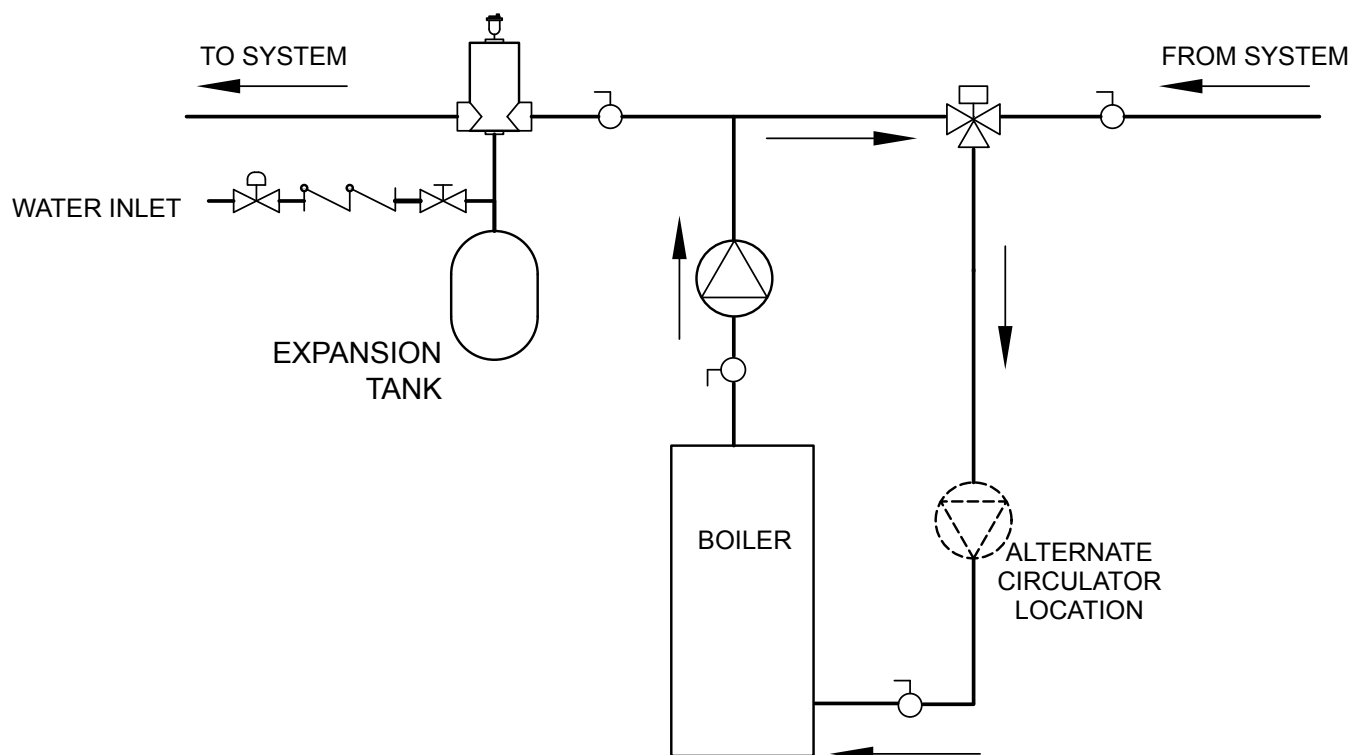 TO SYSTEM
FROM SYSTEM
WATER INLET
EXPANSION
TANK
BOILER
ALTERNATE
CIRCULATOR
LOCATION